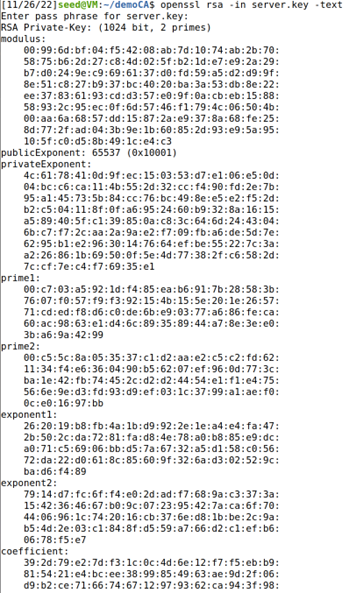 [11/26/22]seed@VM:~/demoCA$ openssl rsa -in server.key -text
Enter pass phrase for server.key:
RSA Private-Key: (1024 bit, 2 primes)
modulus:
    00:99:6d:bf:04:f5:42:08:ab:7d:10:74:ab:2b:70:
    58:75:b6:2d:27:c8:4d:02:5f:b2:1d:e7:e9:2a:29:
    b7:d0:24:9e:c9:69:61:37:d0:fd:59:a5:d2:d9:9f:
    8e:51:c8:27:b9:37:bc:40:20:ba:3a:53:db:8e:22:
    ee:37:83:61:93:cd:d3:57:e0:9f:0a:cb:eb:15:88:
    58:93:2c:95:ec:0f:6d:57:46:f1:79:4c:06:50:4b:
    00:aa:6a:68:57:dd:15:87:2a:e9:37:8a:68:fe:25:
    8d:77:2f:ad:04:3b:9e:1b:60:85:2d:93:e9:5a:95:
    10:5f:c0:d5:8b:49:1c:e4:c3
publicExponent: 65537 (0x10001)
privateExponent:
    4c:61:78:41:0d:9f:ec:15:03:53:d7:e1:06:e5:0d:
    04:bc:c6:ca:11:4b:55:2d:32:cc:f4:90:fd:2e:7b:
    95:a1:45:73:5b:84:cc:76:bc:49:8e:e5:e2:f5:2d:
    b2:c5:04:11:8f:0f:a6:95:24:60:b9:32:8a:16:15:
    a5:89:40:5f:c1:39:85:0a:c8:3c:64:6d:24:43:04:
    6b:c7:f7:2c:aa:2a:9a:e2:f7:09:fb:a6:de:5d:7e:
    62:95:b1:e2:96:30:14:76:64:ef:be:55:22:7c:3a:
    a2:26:86:1b:69:50:0f:5e:4d:77:38:2f:c6:58:2d:
    7c:cf:7e:c4:f7:69:35:e1
prime1:
    00:c7:03:a5:92:1d:f4:85:ea:b6:91:7b:28:58:3b:
    76:07:f0:57:f9:f3:92:15:4b:15:5e:20:1e:26:57:
    71:cd:ed:f8:d6:c0:de:6b:e9:03:77:a6:86:fe:ca:
    60:ac:98:63:e1:d4:6c:89:35:89:44:a7:8e:3e:e0:
    3b:a6:9a:42:99
prime2:
    00:c5:5c:8a:05:35:37:c1:d2:aa:e2:c5:c2:fd:62:
    11:34:f4:e6:36:04:90:b5:62:07:ef:96:0d:77:3c:
    ba:1e:42:fb:74:45:2c:d2:d2:44:54:e1:f1:e4:75:
    56:6e:9e:d3:fd:93:d9:ef:03:1c:37:99:a1:ae:f0:
    0c:e0:16:97:bb
exponent1:
    26:20:19:b8:fb:4a:1b:d9:92:2e:1e:a4:e4:fa:47:
    2b:50:2c:da:72:81:fa:d8:4e:78:a0:b8:85:e9:dc:
    a0:71:c5:69:06:bb:d5:7a:67:32:a5:d1:58:c0:56:
    72:da:22:d0:61:8c:85:60:9f:32:6a:d3:02:52:9c:
    ba:d6:f4:89
exponent2:
    79:14:d7:fc:6f:f4:e0:2d:ad:f7:68:9a:c3:37:3a:
    15:42:36:46:67:b0:9c:07:23:95:42:7a:ca:6f:70:
    44:06:96:1c:74:20:16:cb:37:6e:d8:1b:be:2c:9a:
    b5:4d:2e:03:c1:84:8f:d5:59:a7:66:d2:c1:ef:b6:
    06:78:f5:e7
coefficient:
    39:2d:79:e2:7d:f3:1c:0c:4d:6e:12:f7:f5:eb:b9:
    81:54:21:e4:bc:ee:38:99:85:49:63:ae:9d:2f:06:
    d9:b2:ce:71:66:74:67:12:97:93:62:ca:94:3f:98: